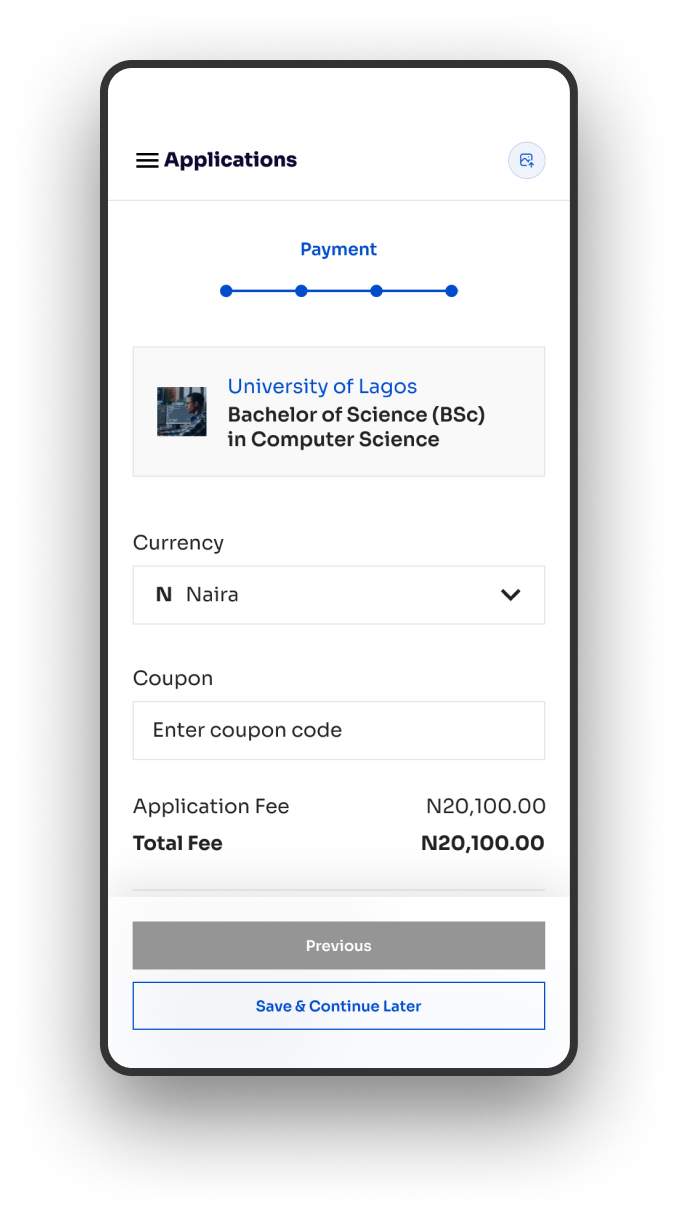 Applications
Payment
University of Lagos
Bachelor of Science (BSc)
in Computer Science
Currency
N Naira
Coupon
Enter coupon code
Application Fee N20,100.00
Total Fee N20,100.00
Previous
Save & Continue Later